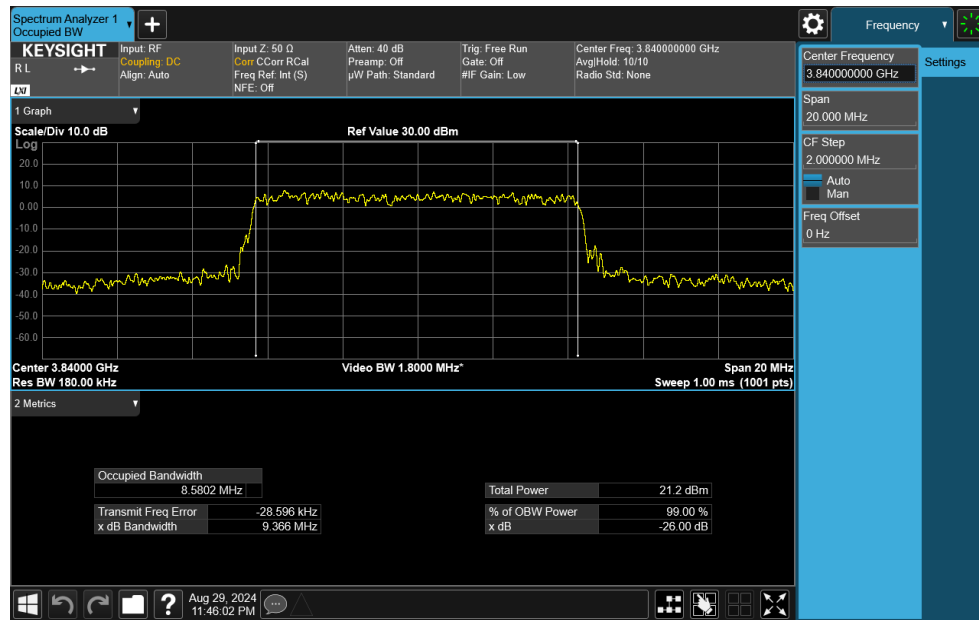 Spectrum Analyzer 1
Occupied BW
Frequency
KEYSIGHT
RL
LXI
Input: RF
Coupling: DC
Align: Auto
Input Z: 50 Ω
Corr CCorr RCal
Freq Ref: Int (S)
NFE: Off
Atten: 40 dB
Preamp: Off
µW Path: Standard
Trig: Free Run
Gate: Off
#IF Gain: Low
Center Freq: 3.840000000 GHz
Avg|Hold: 10/10
Radio Std: None
Center Frequency
3.840000000 GHz
Settings
Span
20.000 MHz
CF Step
2.000000 MHz
Auto
Man
Freq Offset
0 Hz
1 Graph
Scale/Div 10.0 dB
Ref Value 30.00 dBm
Log
20.0
10.0
0.00
-10.0
-20.0
-30.0
-40.0
-50.0
-60.0
Center 3.84000 GHz
Video BW 1.8000 MHz*
Span 20 MHz
Res BW 180.00 kHz
Sweep 1.00 ms (1001 pts)
2 Metrics
Occupied Bandwidth
8.5802 MHz
Total Power 21.2 dBm
Transmit Freq Error -28.596 kHz
% of OBW Power 99.00 %
x dB Bandwidth 9.366 MHz
x dB -26.00 dB
Aug 29, 2024
11:46:02 PM